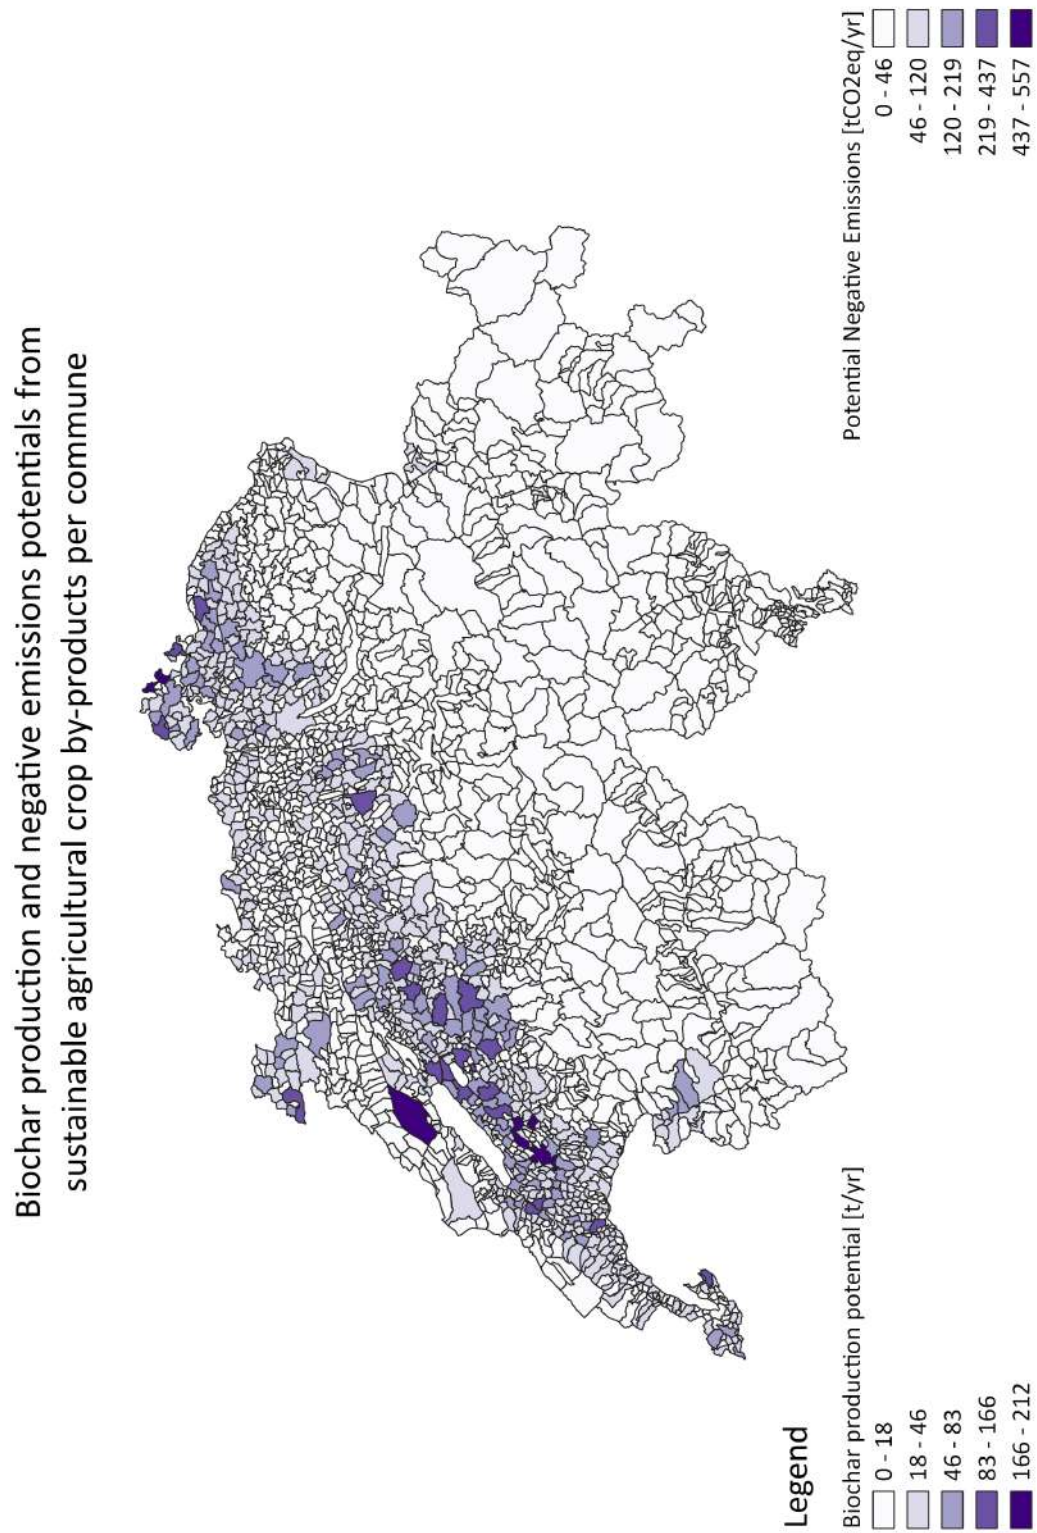 Biochar production and negative emissions potentials from
sustainable agricultural crop by-products per commune
Legend
Biochar production potential [t/yr]
0 - 18
18 - 46
46 - 83
83 - 166
166 - 212
Potential Negative Emissions [tCO2eq/yr]
0 - 46
46 - 120
120 - 219
219 - 437
437 - 557